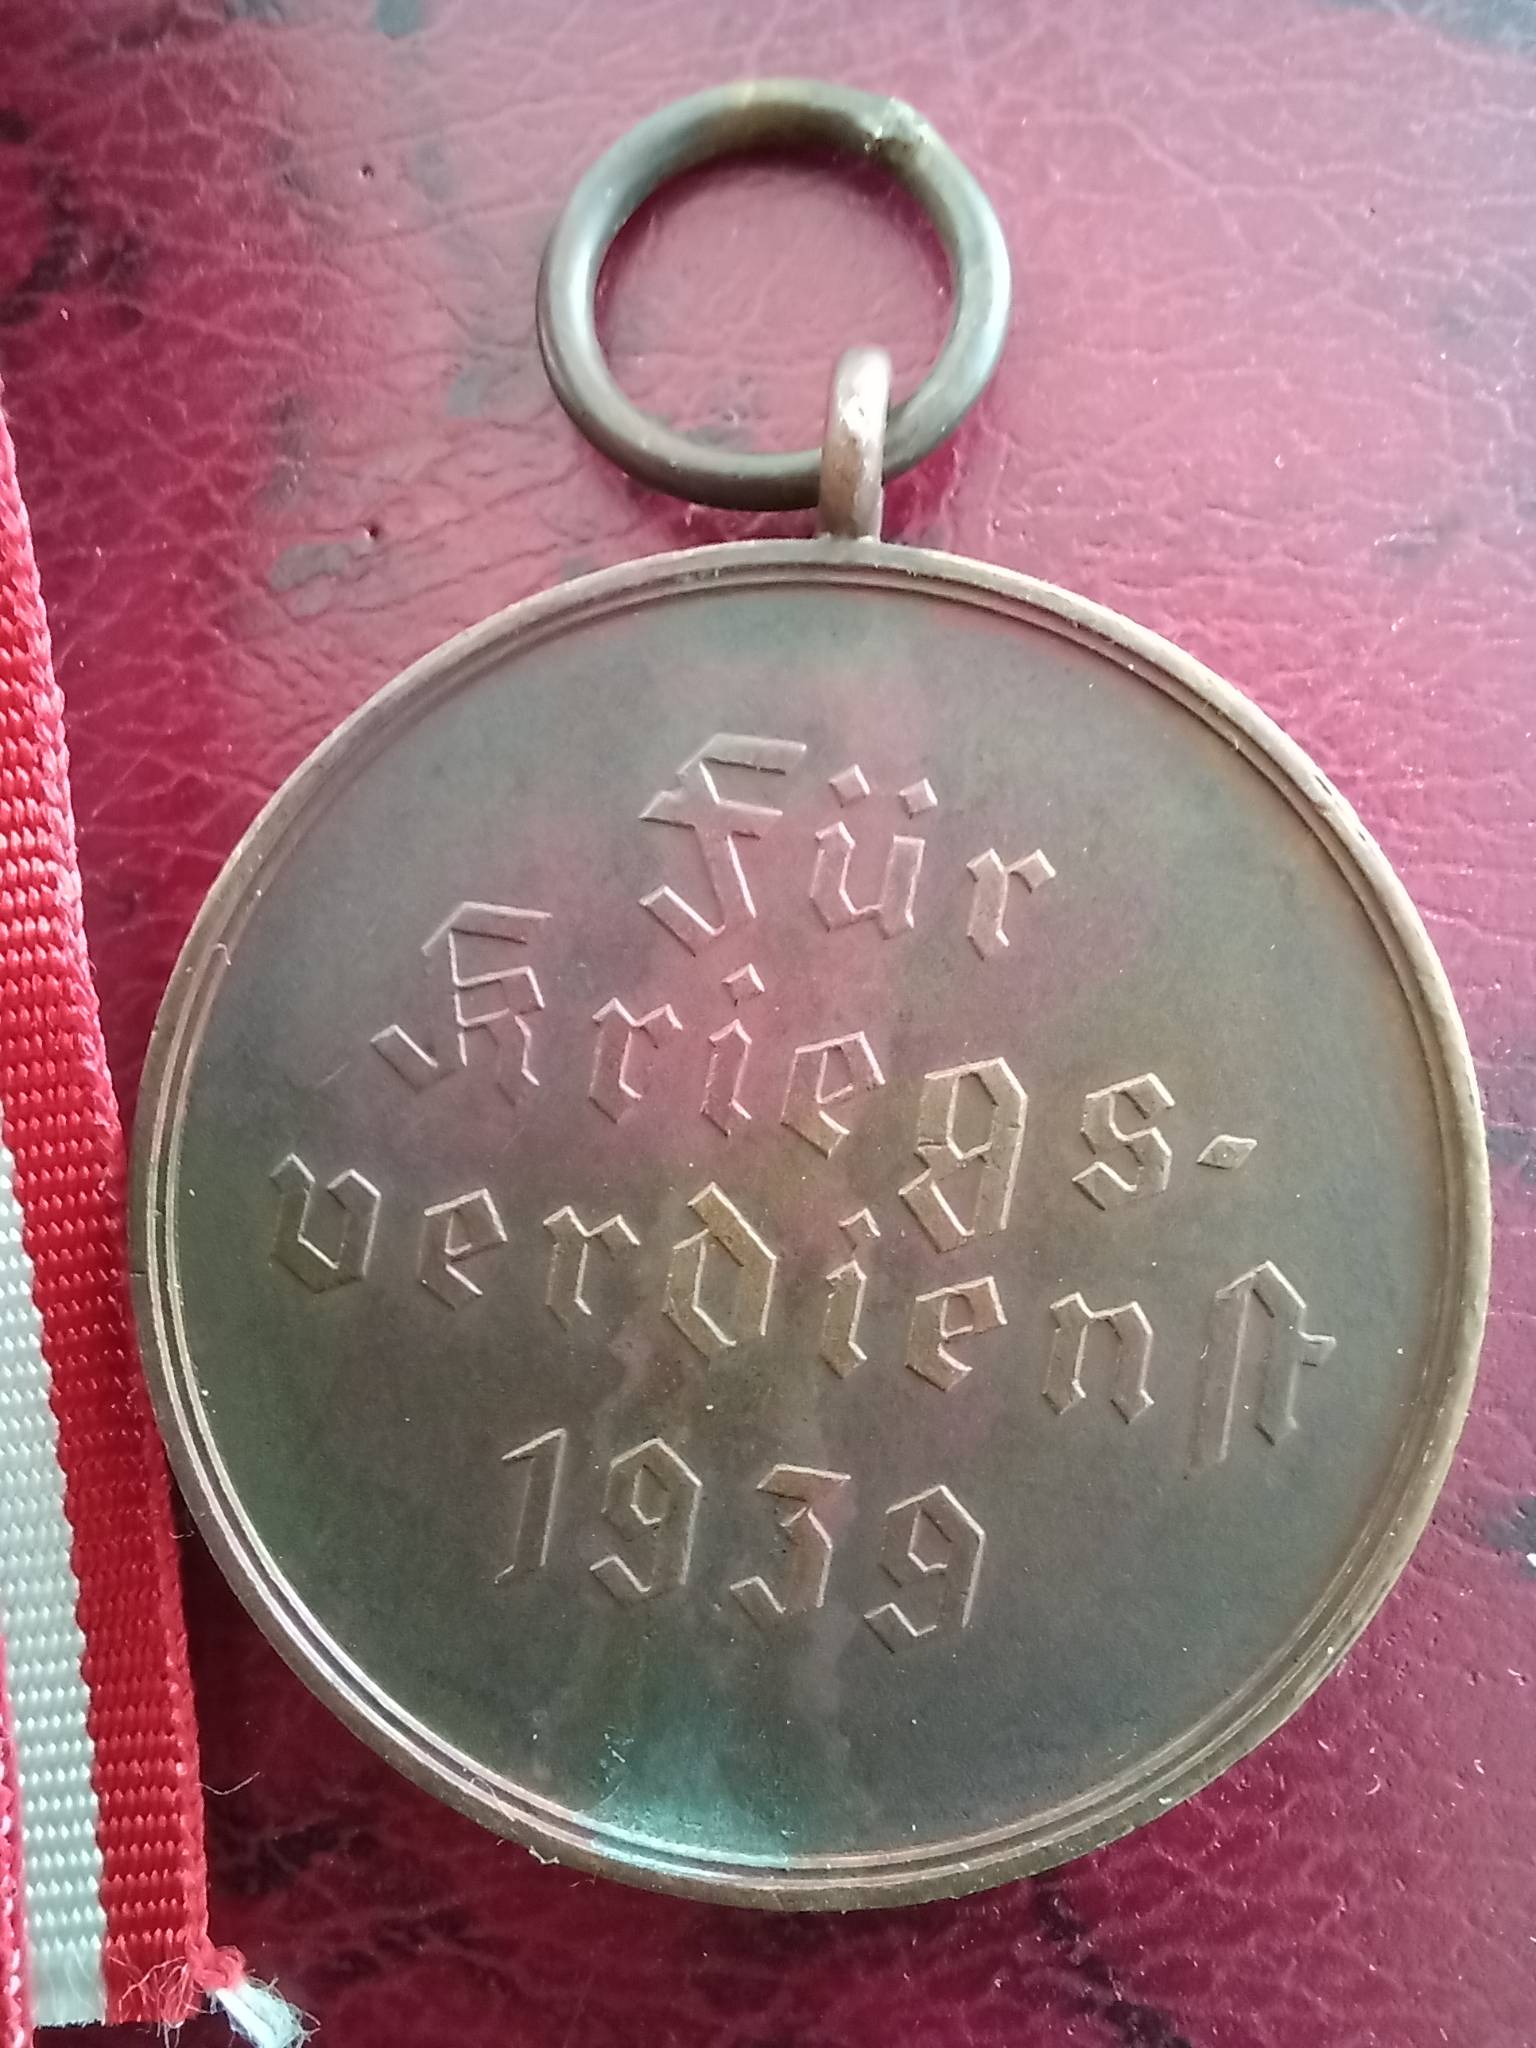 Für
Kriegs-
verdienst
1939